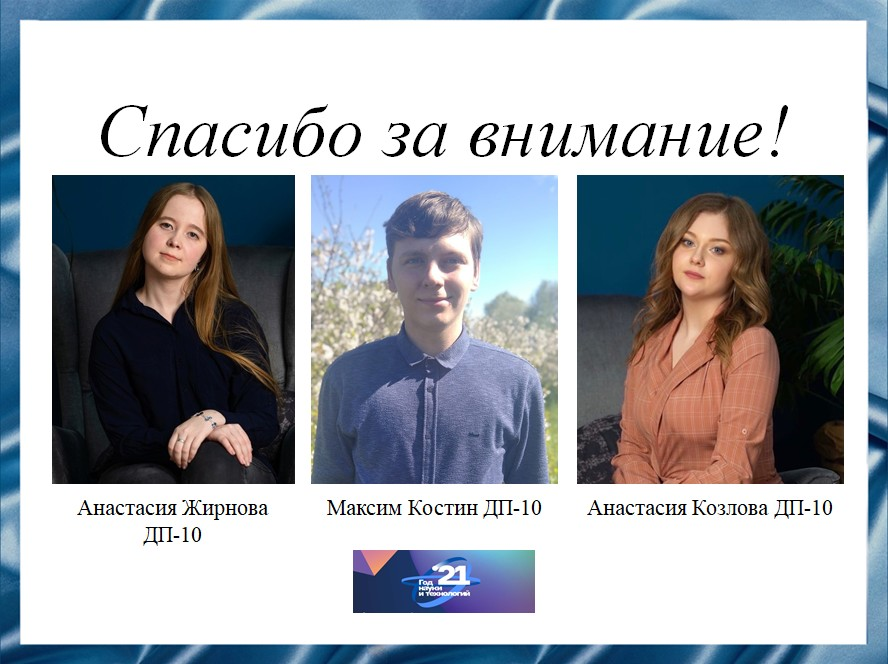 Спасибо за внимание!
Анастасия Жирнова
ДП-10
Максим Костин ДП-10
Анастасия Козлова ДП-10
'21
Год
науки
и технологий